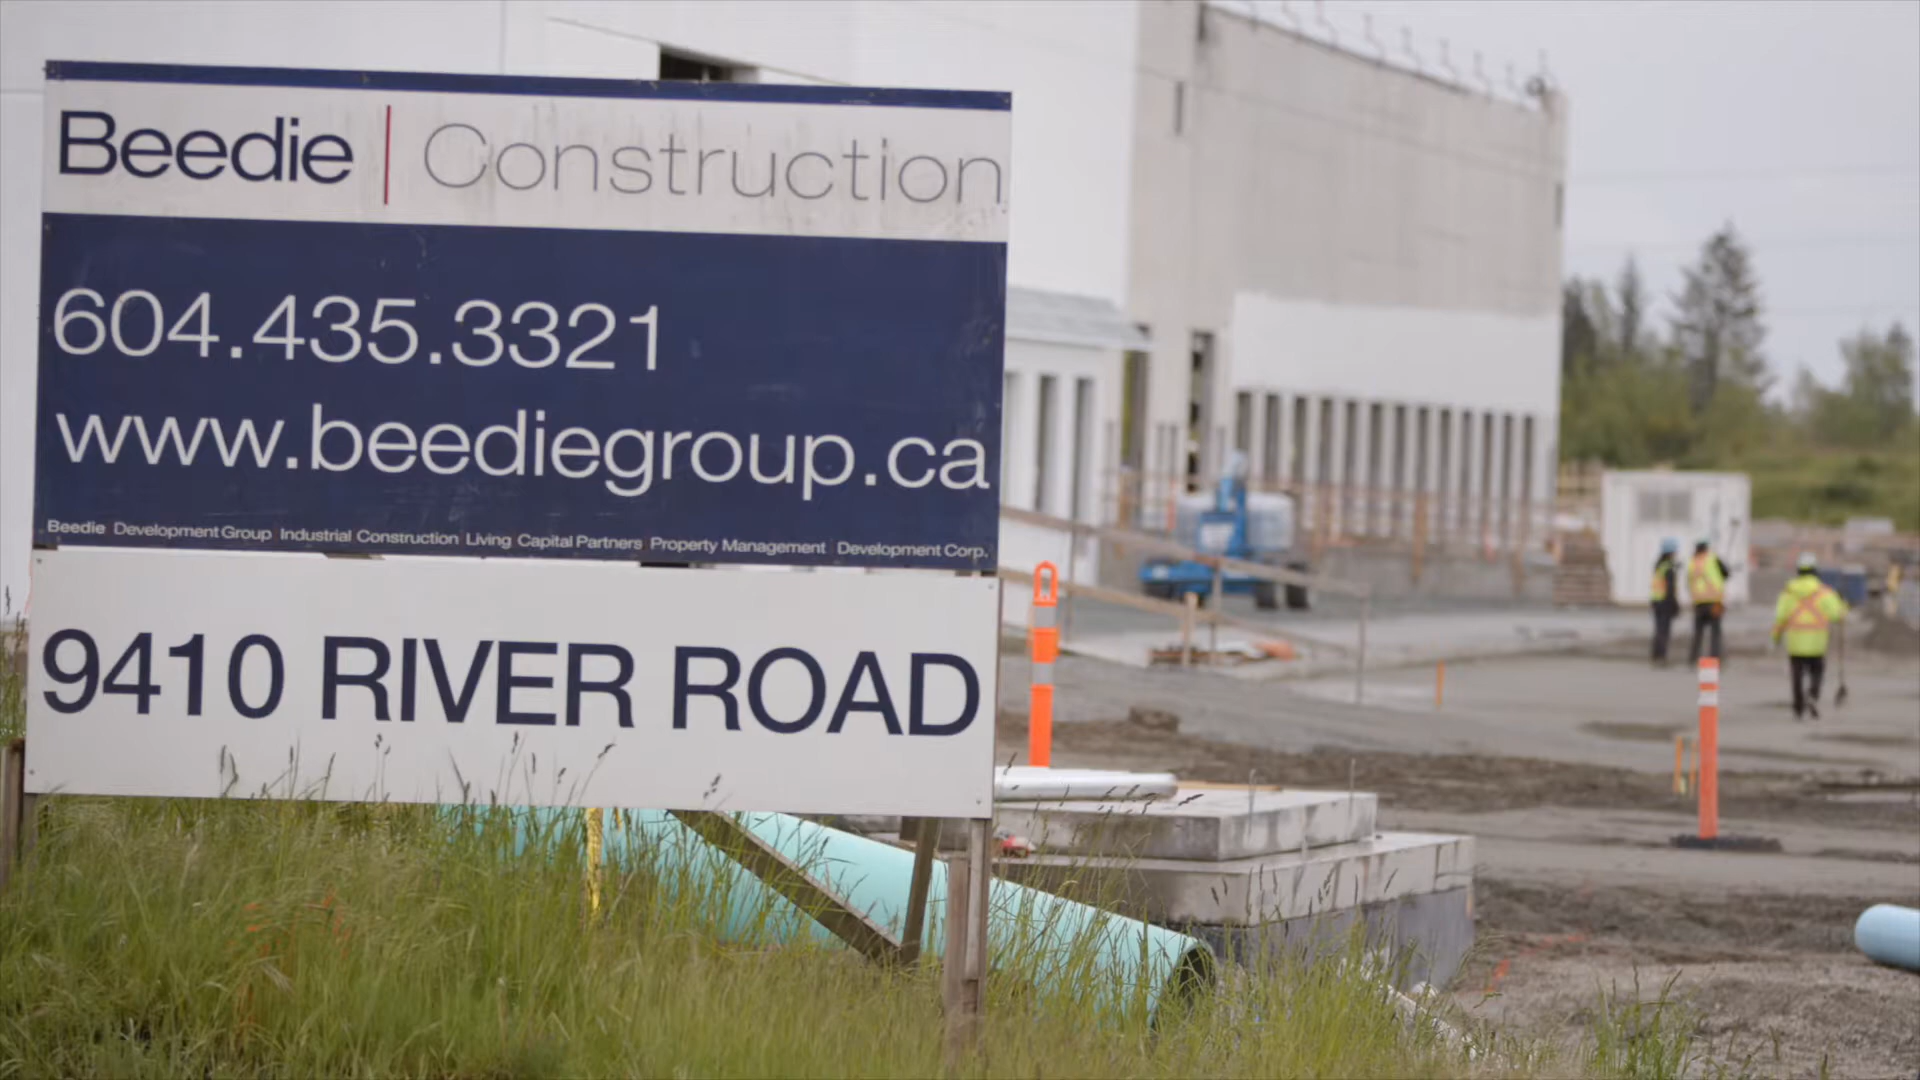 Beedie | Construction
604.435.3321
www.beediegroup.ca
Beedie Development Group Industrial Construction Living Capital Partners Property Management Development Corp.
9410 RIVER ROAD